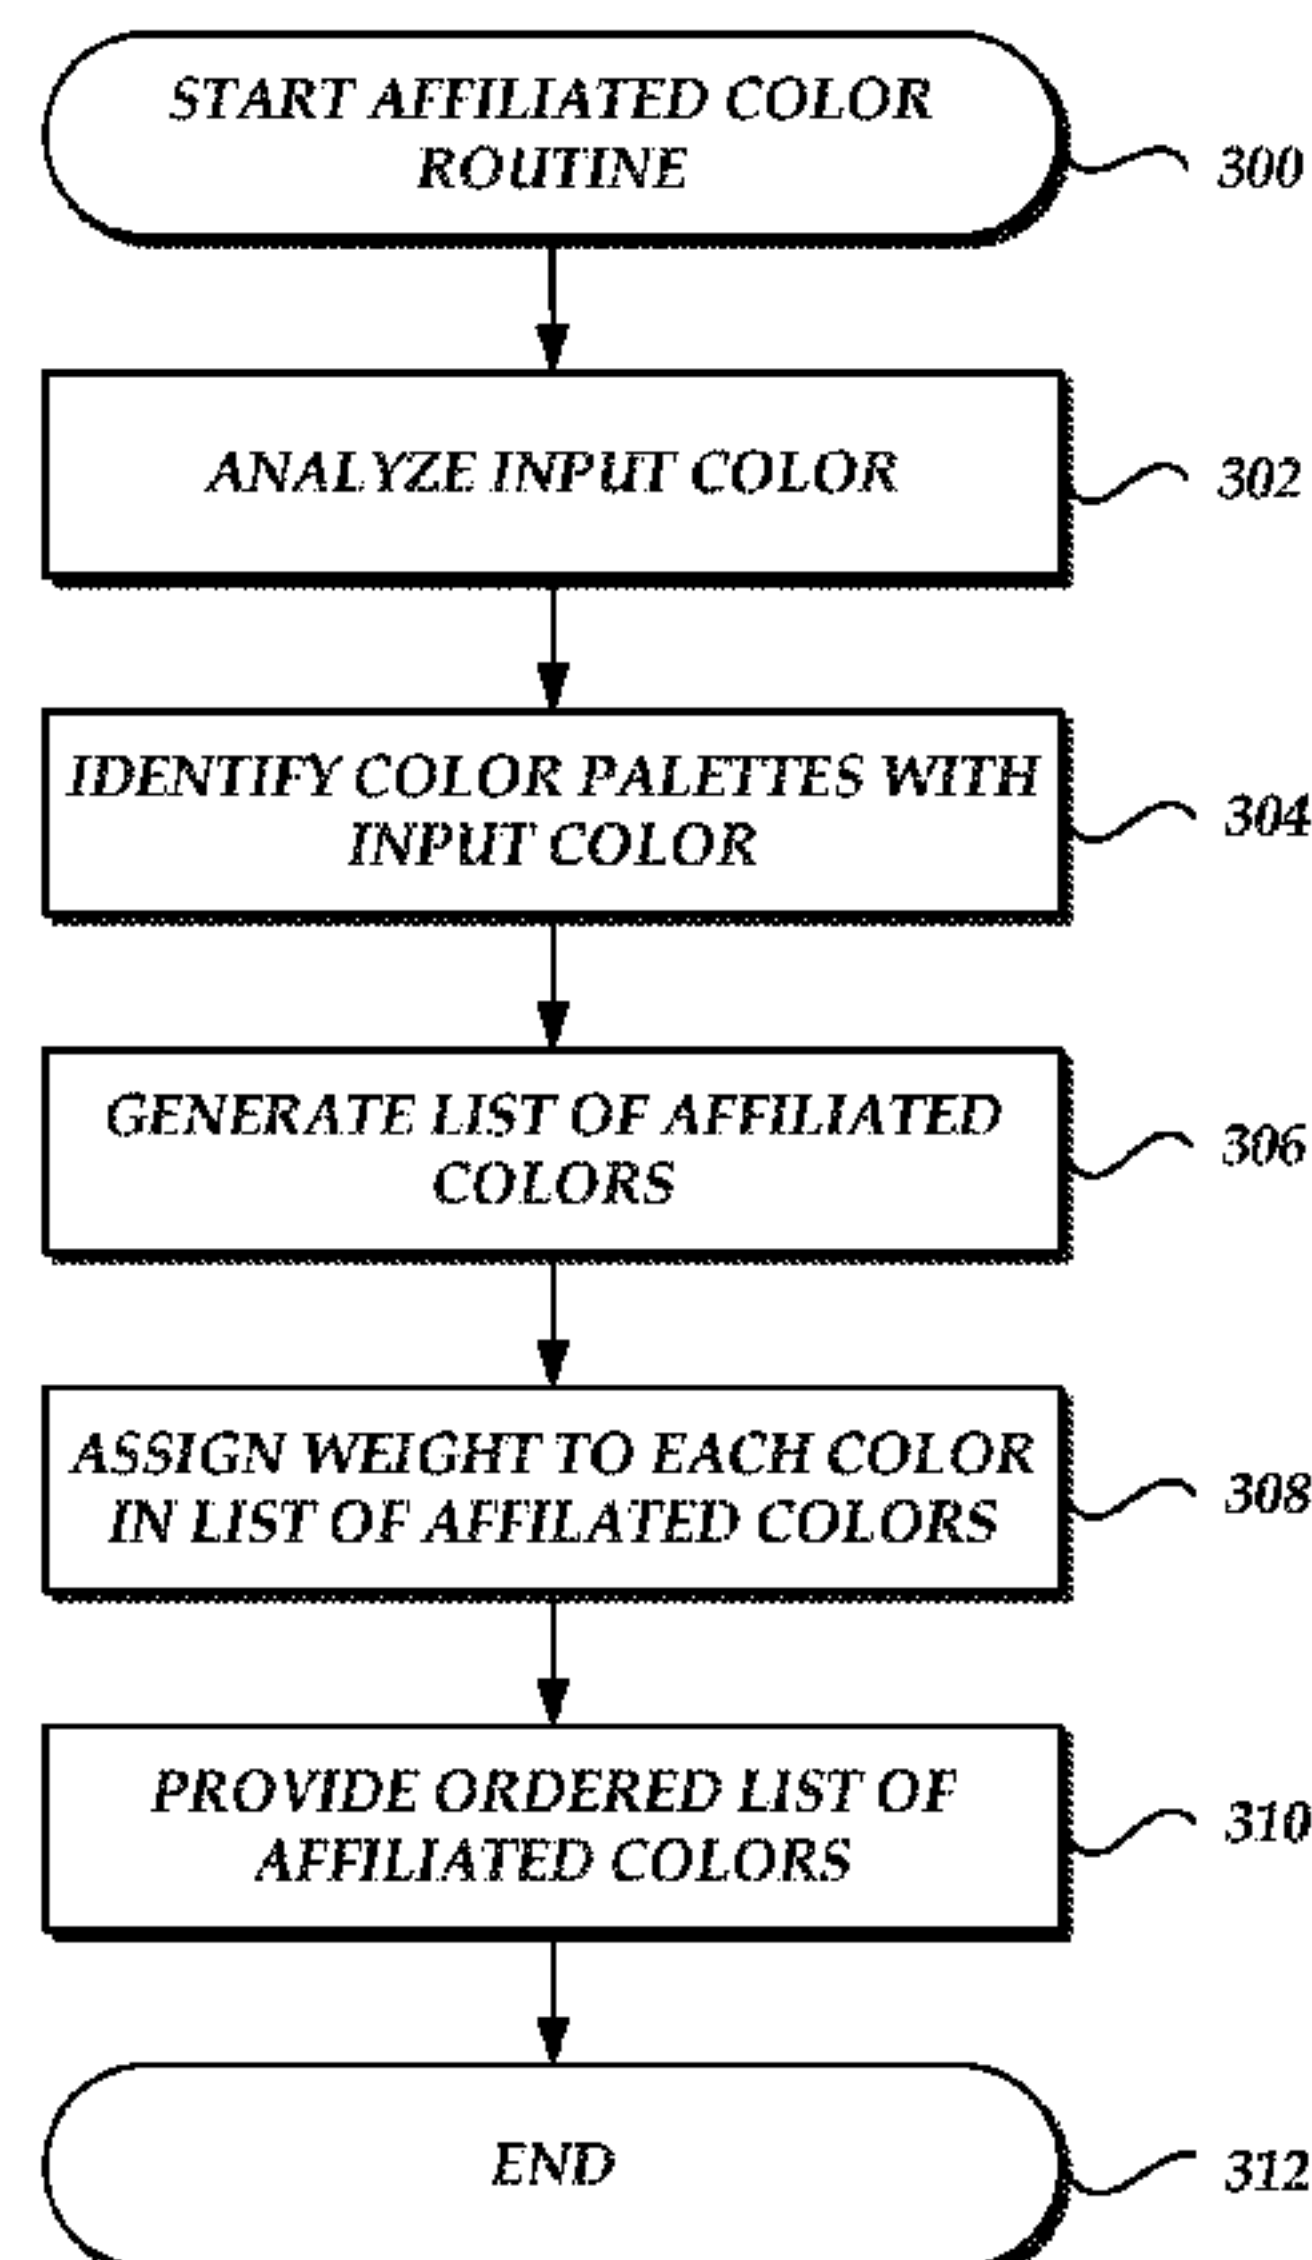 START AFFILIATED COLOR
ROUTINE
300
ANALYZE INPUT COLOR
302
IDENTIFY COLOR PALETTES WITH
INPUT COLOR
304
GENERATE LIST OF AFFILIATED
COLORS
306
ASSIGN WEIGHT TO EACH COLOR
IN LIST OF AFFILATED COLORS
308
PROVIDE ORDERED LIST OF
AFFILIATED COLORS
310
END
312